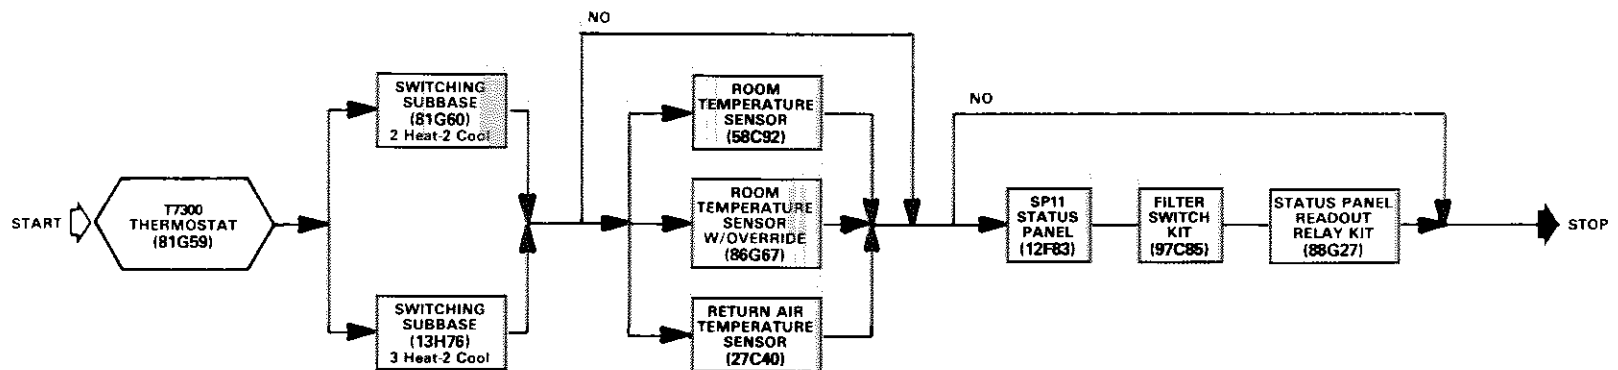 NO
SWITCHING
SUBBASE
(81G60)
2 Heat-2 Cool
ROOM
TEMPERATURE
SENSOR
(58C92)
NO
START
T7300
THERMOSTAT
(81G59)
ROOM
TEMPERATURE
SENSOR
W/OVERRIDE
(86G67)
SP11
STATUS
PANEL
(12F83)
FILTER
SWITCH
KIT
(97C85)
STATUS PANEL
READOUT
RELAY KIT
(88G27)
STOP
SWITCHING
SUBBASE
(13H76)
3 Heat-2 Cool
RETURN AIR
TEMPERATURE
SENSOR
(27C40)